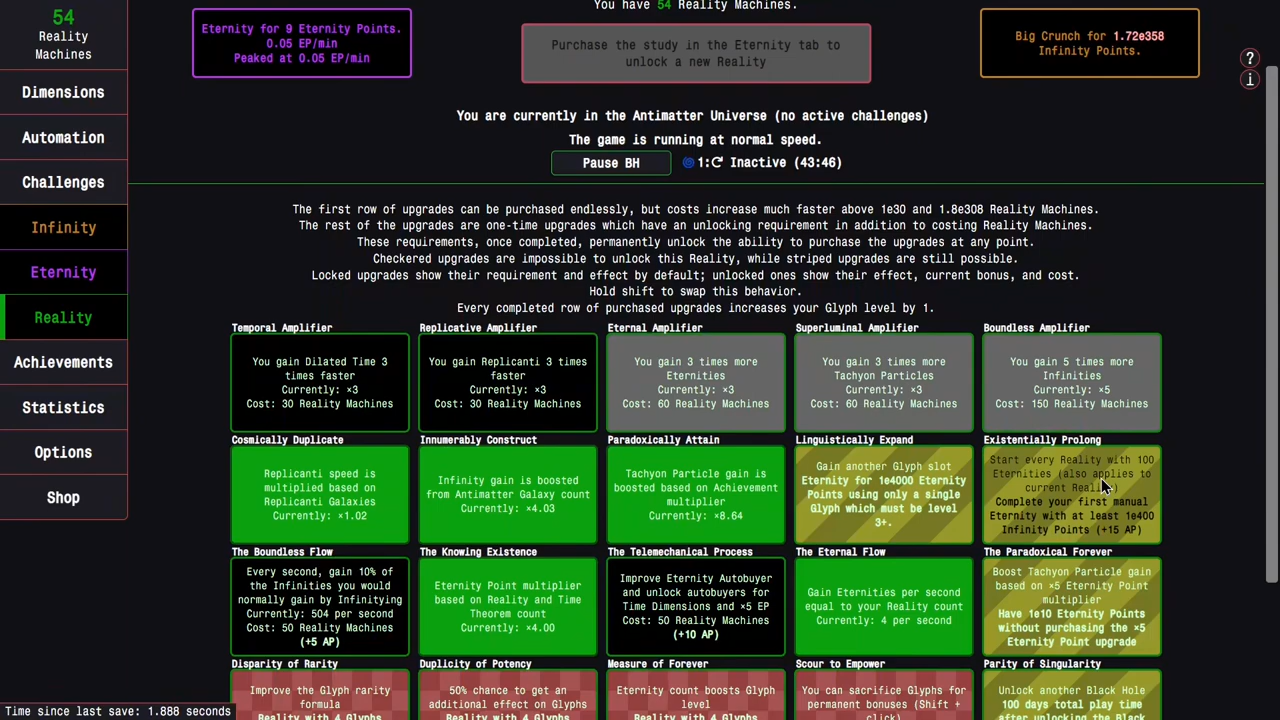 54
Reality
Machines
Dimensions
Automation
Challenges
Infinity
Eternity
Reality
Achievements
Statistics
Options
Shop
You have 54 Reality Machines.
Eternity for 9 Eternity Points.
0.05 EP/min
Peaked at 0.05 EP/min
Purchase the study in the Eternity tab to
unlock a new Reality
Big Crunch for 1.72e358
Infinity Points.
?
i
You are currently in the Antimatter Universe (no active challenges)
The game is running at normal speed.
Pause BH
1: Inactive (43:46)
The first row of upgrades can be purchased endlessly, but costs increase much faster above 1e30 and 1.8e308 Reality Machines.
The rest of the upgrades are one-time upgrades which have an unlocking requirement in addition to costing Reality Machines.
These requirements, once completed, permanently unlock the ability to purchase the upgrades at any point.
Checkered upgrades are impossible to unlock this Reality, while striped upgrades are still possible.
Locked upgrades show their requirement and effect by default; unlocked ones show their effect, current bonus, and cost.
Hold shift to swap this behavior.
Every completed row of purchased upgrades increases your Glyph level by 1.
Temporal Amplifier
You gain Dilated Time 3
times faster
Currently: ×3
Cost: 30 Reality Machines
Replicative Amplifier
You gain Replicanti 3 times
faster
Currently: ×3
Cost: 30 Reality Machines
Eternal Amplifier
You gain 3 times more
Eternities
Currently: ×3
Cost: 60 Reality Machines
Superluminal Amplifier
You gain 3 times more
Tachyon Particles
Currently: ×3
Cost: 60 Reality Machines
Boundless Amplifier
You gain 5 times more
Infinities
Currently: ×5
Cost: 150 Reality Machines
Cosmically Duplicate
Replicanti speed is
multiplied based on
Replicanti Galaxies
Currently: ×1.02
Innumerably Construct
Infinity gain is boosted
from Antimatter Galaxy count
Currently: ×4.03
Paradoxically Attain
Tachyon Particle gain is
boosted based on Achievement
multiplier
Currently: ×8.64
Linguistically Expand
Gain another Glyph slot
Eternity for 1e4000 Eternity
Points using only a single
Glyph which must be level
3+.
Existentially Prolong
Start every Reality with 100
Eternities (also applies to
current Reality)
Complete your first manual
Eternity with at least 1e400
Infinity Points (+15 AP)
The Boundless Flow
Every second, gain 10% of
the Infinities you would
normally gain by Infinitying
Currently: 504 per second
Cost: 50 Reality Machines
(+5 AP)
The Knowing Existence
Eternity Point multiplier
based on Reality and Time
Theorem count
Currently: ×4.00
The Telemechanical Process
Improve Eternity Autobuyer
and unlock autobuyers for
Time Dimensions and ×5 EP
Cost: 50 Reality Machines
(+10 AP)
The Eternal Flow
Gain Eternities per second
equal to your Reality count
Currently: 4 per second
The Paradoxical Forever
Boost Tachyon Particle gain
based on ×5 Eternity Point
multiplier
Have 1e10 Eternity Points
without purchasing the ×5
Eternity Point upgrade
Disparity of Rarity
Improve the Glyph rarity
formula
Reality with 4 Glyphs
Duplicity of Potency
50% chance to get an
additional effect on Glyphs
Reality with 4 Glyphs
Measure of Forever
Eternity count boosts Glyph
level
Reality with 4 Glyphs
Scour to Empower
You can sacrifice Glyphs for
permanent bonuses (Shift +
click)
Parity of Singularity
Unlock another Black Hole
100 days total play time
after unlocking the Black
Time since last save: 1.888 seconds